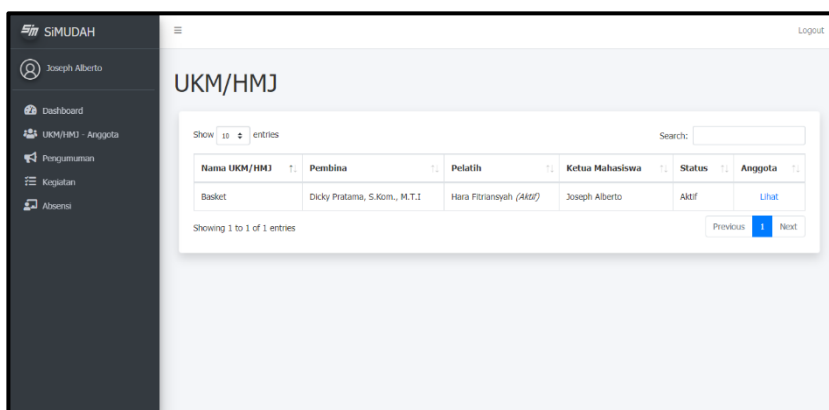 Sm SiMUDAH
Logout
Joseph Alberto
Dashboard
UKM/HMJ - Anggota
Pengumuman
Kegiatan
Absensi
UKM/HMJ
Show 10 entries
Search:
Nama UKM/HMJ Pembina Pelatih Ketua Mahasiswa Status Anggota
Basket Dicky Pratama, S.Kom., M.T.I Hara Fitriansyah (Aktif) Joseph Alberto Aktif Lihat
Showing 1 to 1 of 1 entries
Previous 1 Next